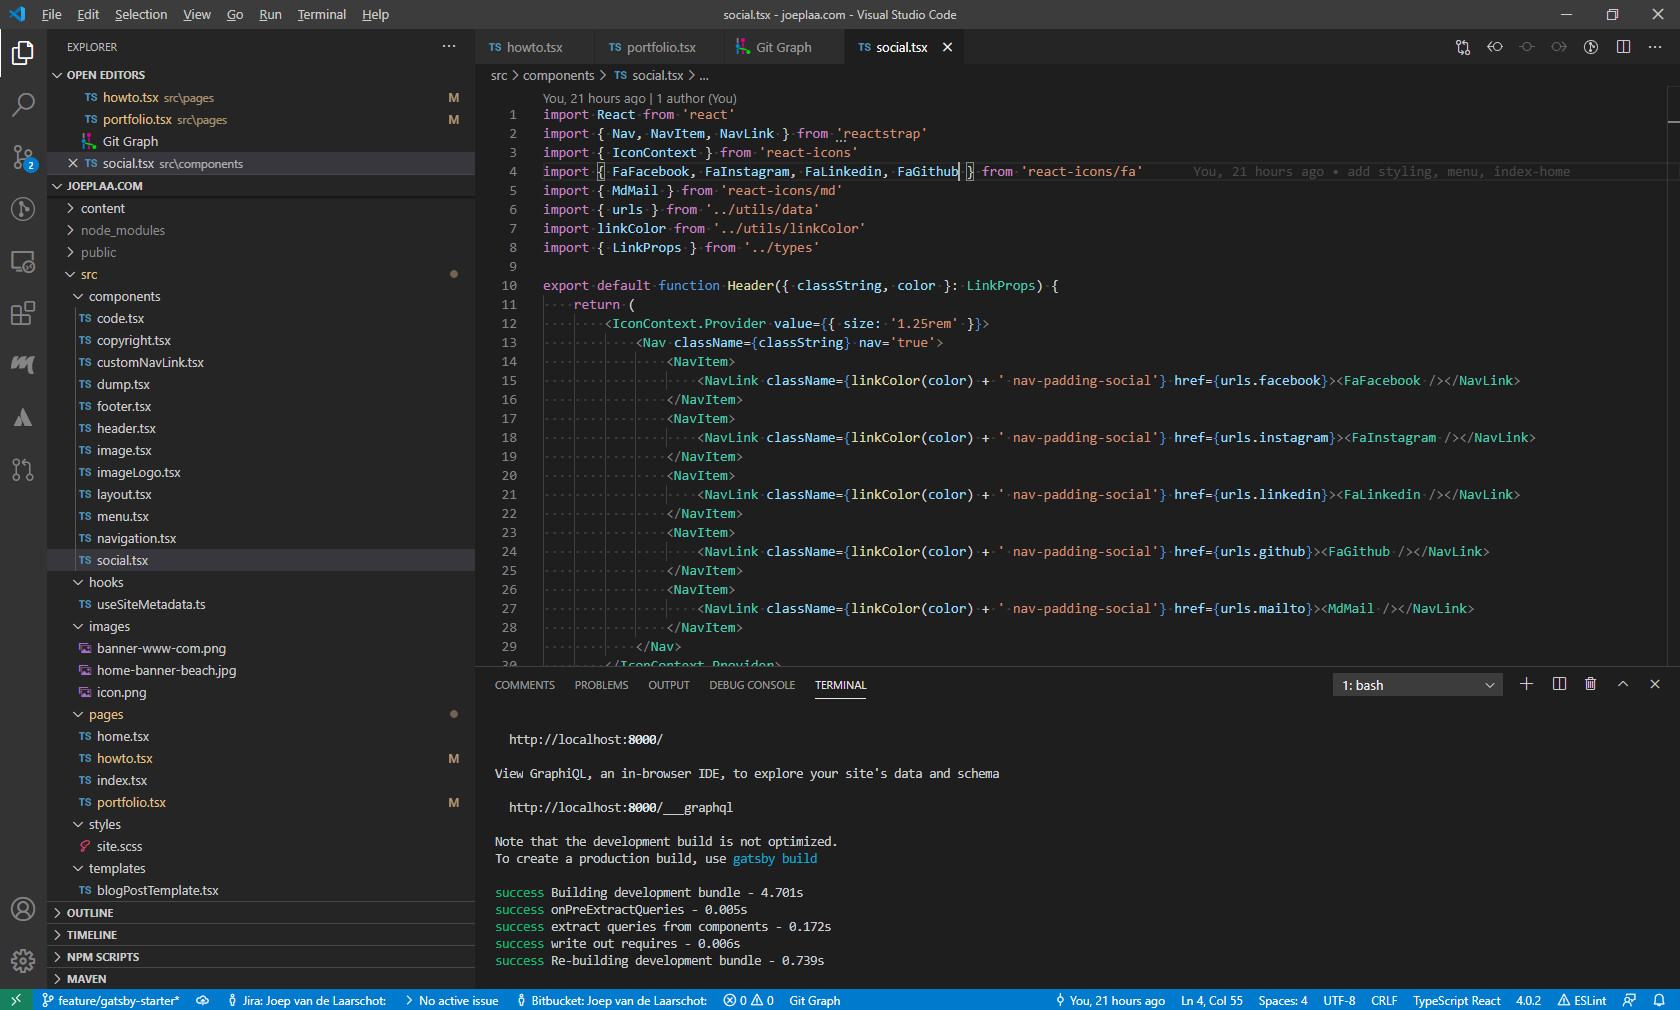 File Edit Selection View Go Run Terminal Help
social.tsx - joeplaa.com - Visual Studio Code
EXPLORER
OPEN EDITORS
TS howto.tsx src\pages M
TS portfolio.tsx src\pages M
Git Graph
TS social.tsx src\components
JOEPLAA.COM
content
node_modules
public
src
components
TS code.tsx
TS copyright.tsx
TS customNavLink.tsx
TS dump.tsx
TS footer.tsx
TS header.tsx
TS image.tsx
TS imageLogo.tsx
TS layout.tsx
TS menu.tsx
TS navigation.tsx
TS social.tsx
hooks
TS useSiteMetadata.ts
images
banner-www-com.png
home-banner-beach.jpg
icon.png
pages
TS home.tsx
TS howto.tsx M
TS index.tsx
TS portfolio.tsx M
styles
site.scss
templates
TS blogPostTemplate.tsx
OUTLINE
TIMELINE
NPM SCRIPTS
MAVEN
2
TS howto.tsx TS portfolio.tsx Git Graph TS social.tsx
src > components > TS social.tsx > ...
You, 21 hours ago | 1 author (You)
1 import React from 'react'
2 import { Nav, NavItem, NavLink } from 'reactstrap'
3 import { IconContext } from 'react-icons'
4 import { FaFacebook, FaInstagram, FaLinkedin, FaGithub } from 'react-icons/fa' You, 21 hours ago • add styling, menu, index-home
5 import { MdMail } from 'react-icons/md'
6 import { urls } from '../utils/data'
7 import linkColor from '../utils/linkColor'
8 import { LinkProps } from '../types'
9
10 export default function Header({ classString, color }: LinkProps) {
11 return (
12 <IconContext.Provider value={{ size: '1.25rem' }}>
13 <Nav className={classString} nav='true'>
14 <NavItem>
15 <NavLink className={linkColor(color) + ' nav-padding-social'} href={urls.facebook}><FaFacebook /></NavLink>
16 </NavItem>
17 <NavItem>
18 <NavLink className={linkColor(color) + ' nav-padding-social'} href={urls.instagram}><FaInstagram /></NavLink>
19 </NavItem>
20 <NavItem>
21 <NavLink className={linkColor(color) + ' nav-padding-social'} href={urls.linkedin}><FaLinkedin /></NavLink>
22 </NavItem>
23 <NavItem>
24 <NavLink className={linkColor(color) + ' nav-padding-social'} href={urls.github}><FaGithub /></NavLink>
25 </NavItem>
26 <NavItem>
27 <NavLink className={linkColor(color) + ' nav-padding-social'} href={urls.mailto}><MdMail /></NavLink>
28 </NavItem>
29 </Nav>
30 </IconContext.Provider>
COMMENTS PROBLEMS OUTPUT DEBUG CONSOLE TERMINAL 1: bash
http://localhost:8000/
View GraphiQL, an in-browser IDE, to explore your site's data and schema
http://localhost:8000/___graphql
Note that the development build is not optimized.
To create a production build, use gatsby build
success Building development bundle - 4.701s
success onPreExtractQueries - 0.005s
success extract queries from components - 0.172s
success write out requires - 0.006s
success Re-building development bundle - 0.739s
feature/gatsby-starter* Jira: Joep van de Laarschot: No active issue Bitbucket: Joep van de Laarschot: 0 0 Git Graph You, 21 hours ago Ln 4, Col 55 Spaces: 4 UTF-8 CRLF TypeScript React 4.0.2 ESLint